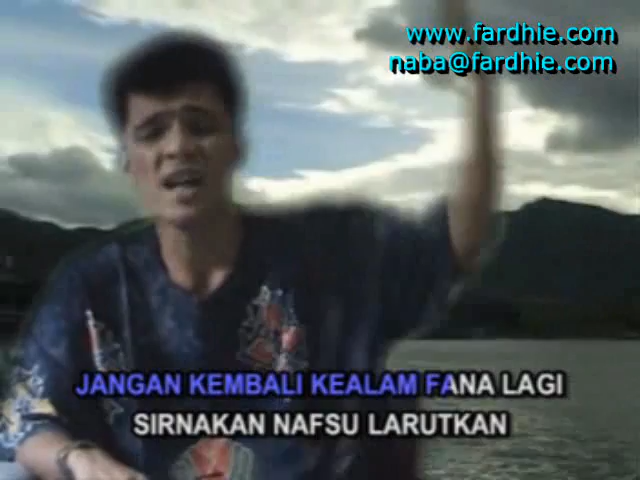 www.fardhie.com
naba@fardhie.com
JANGAN KEMBALI KEALAM FANA LAGI
SIRNAKAN NAFSU LARUTKAN